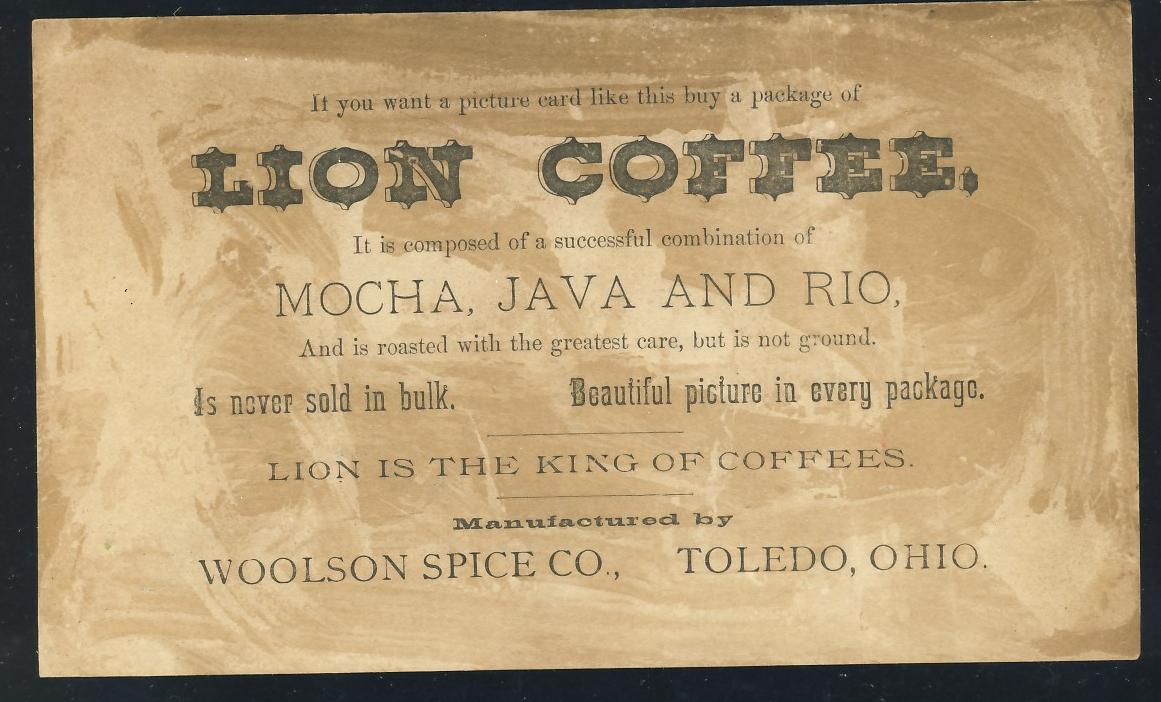 If you want a picture card like this buy a package of
LION COFFEE,
It is composed of a successful combination of
MOCHA, JAVA AND RIO,
And is roasted with the greatest care, but is not ground.
Is never sold in bulk. Beautiful picture in every package.
LION IS THE KING OF COFFEES.
Manufactured by
WOOLSON SPICE CO., TOLEDO, OHIO.